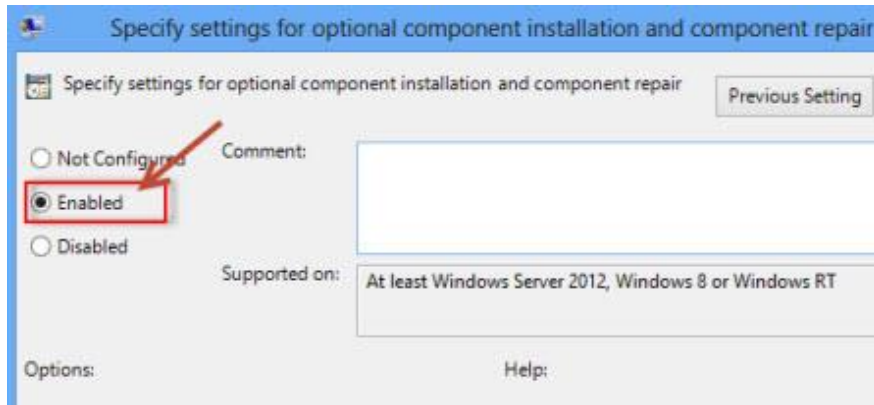 Specify settings for optional component installation and component repair
Specify settings for optional component installation and component repair
Previous Setting
Not Configured
Comment:
Enabled
Disabled
Supported on:
At least Windows Server 2012, Windows 8 or Windows RT
Options:
Help: